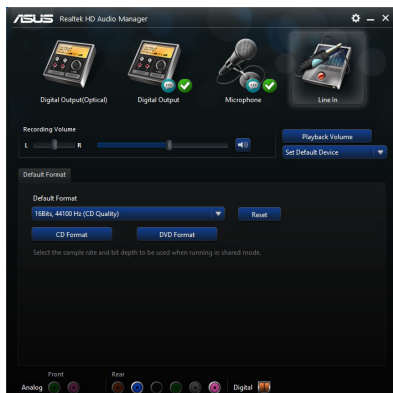 ASUS Realtek HD Audio Manager
Digital Output(Optical) Digital Output Microphone Line In
Recording Volume
L R
Playback Volume
Set Default Device
Default Format
Default Format
16Bits, 44100 Hz (CD Quality) Reset
CD Format DVD Format
Select the sample rate and bit depth to be used when running in shared mode.
Front Rear
Analog Digital